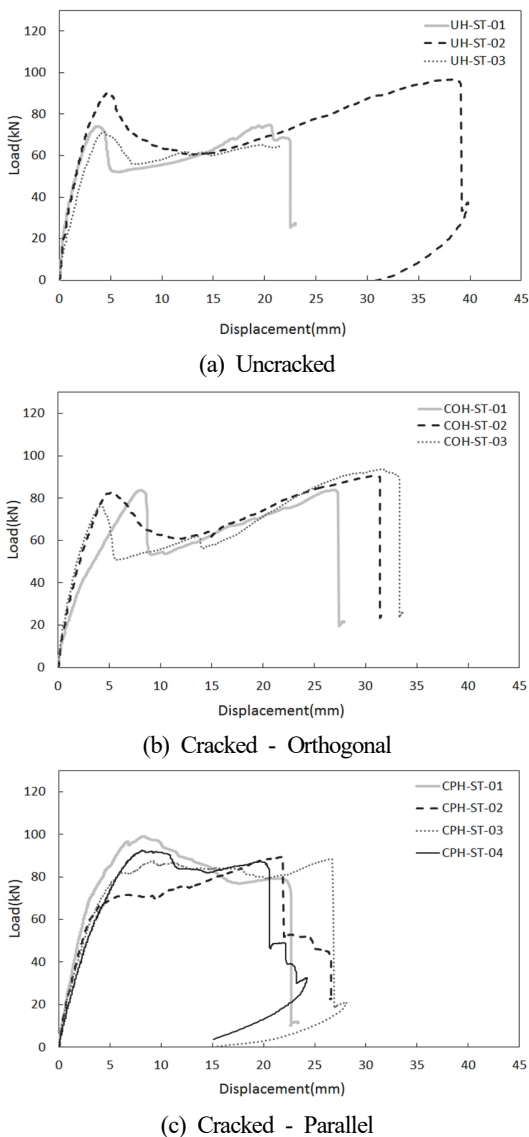 120
100
80
60
40
20
0
Load(kN)
0 5 10 15 20 25 30 35 40 45
Displacement(mm)
UH-ST-01
UH-ST-02
UH-ST-03
(a) Uncracked
120
100
80
60
40
20
0
Load(kN)
0 5 10 15 20 25 30 35 40 45
Displacement(mm)
COH-ST-01
COH-ST-02
COH-ST-03
(b) Cracked - Orthogonal
120
100
80
60
40
20
0
Load(kN)
0 5 10 15 20 25 30 35 40 45
Displacement(mm)
CPH-ST-01
CPH-ST-02
CPH-ST-03
CPH-ST-04
(c) Cracked - Parallel